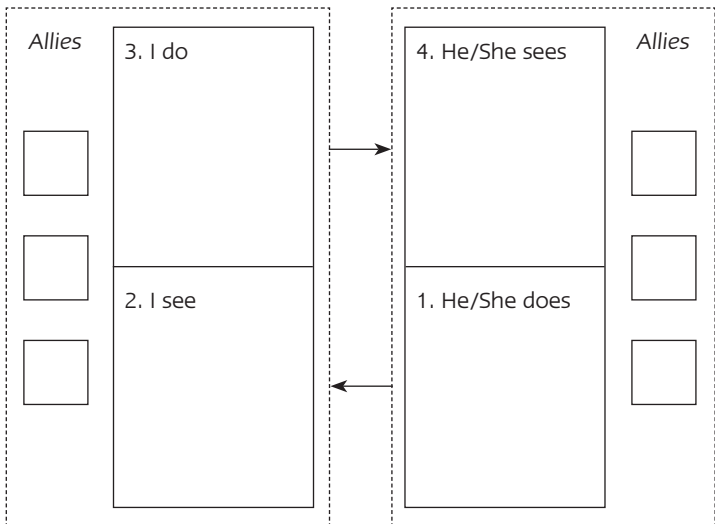 Allies
3. I do
4. He/She sees
Allies
2. I see
1. He/She does